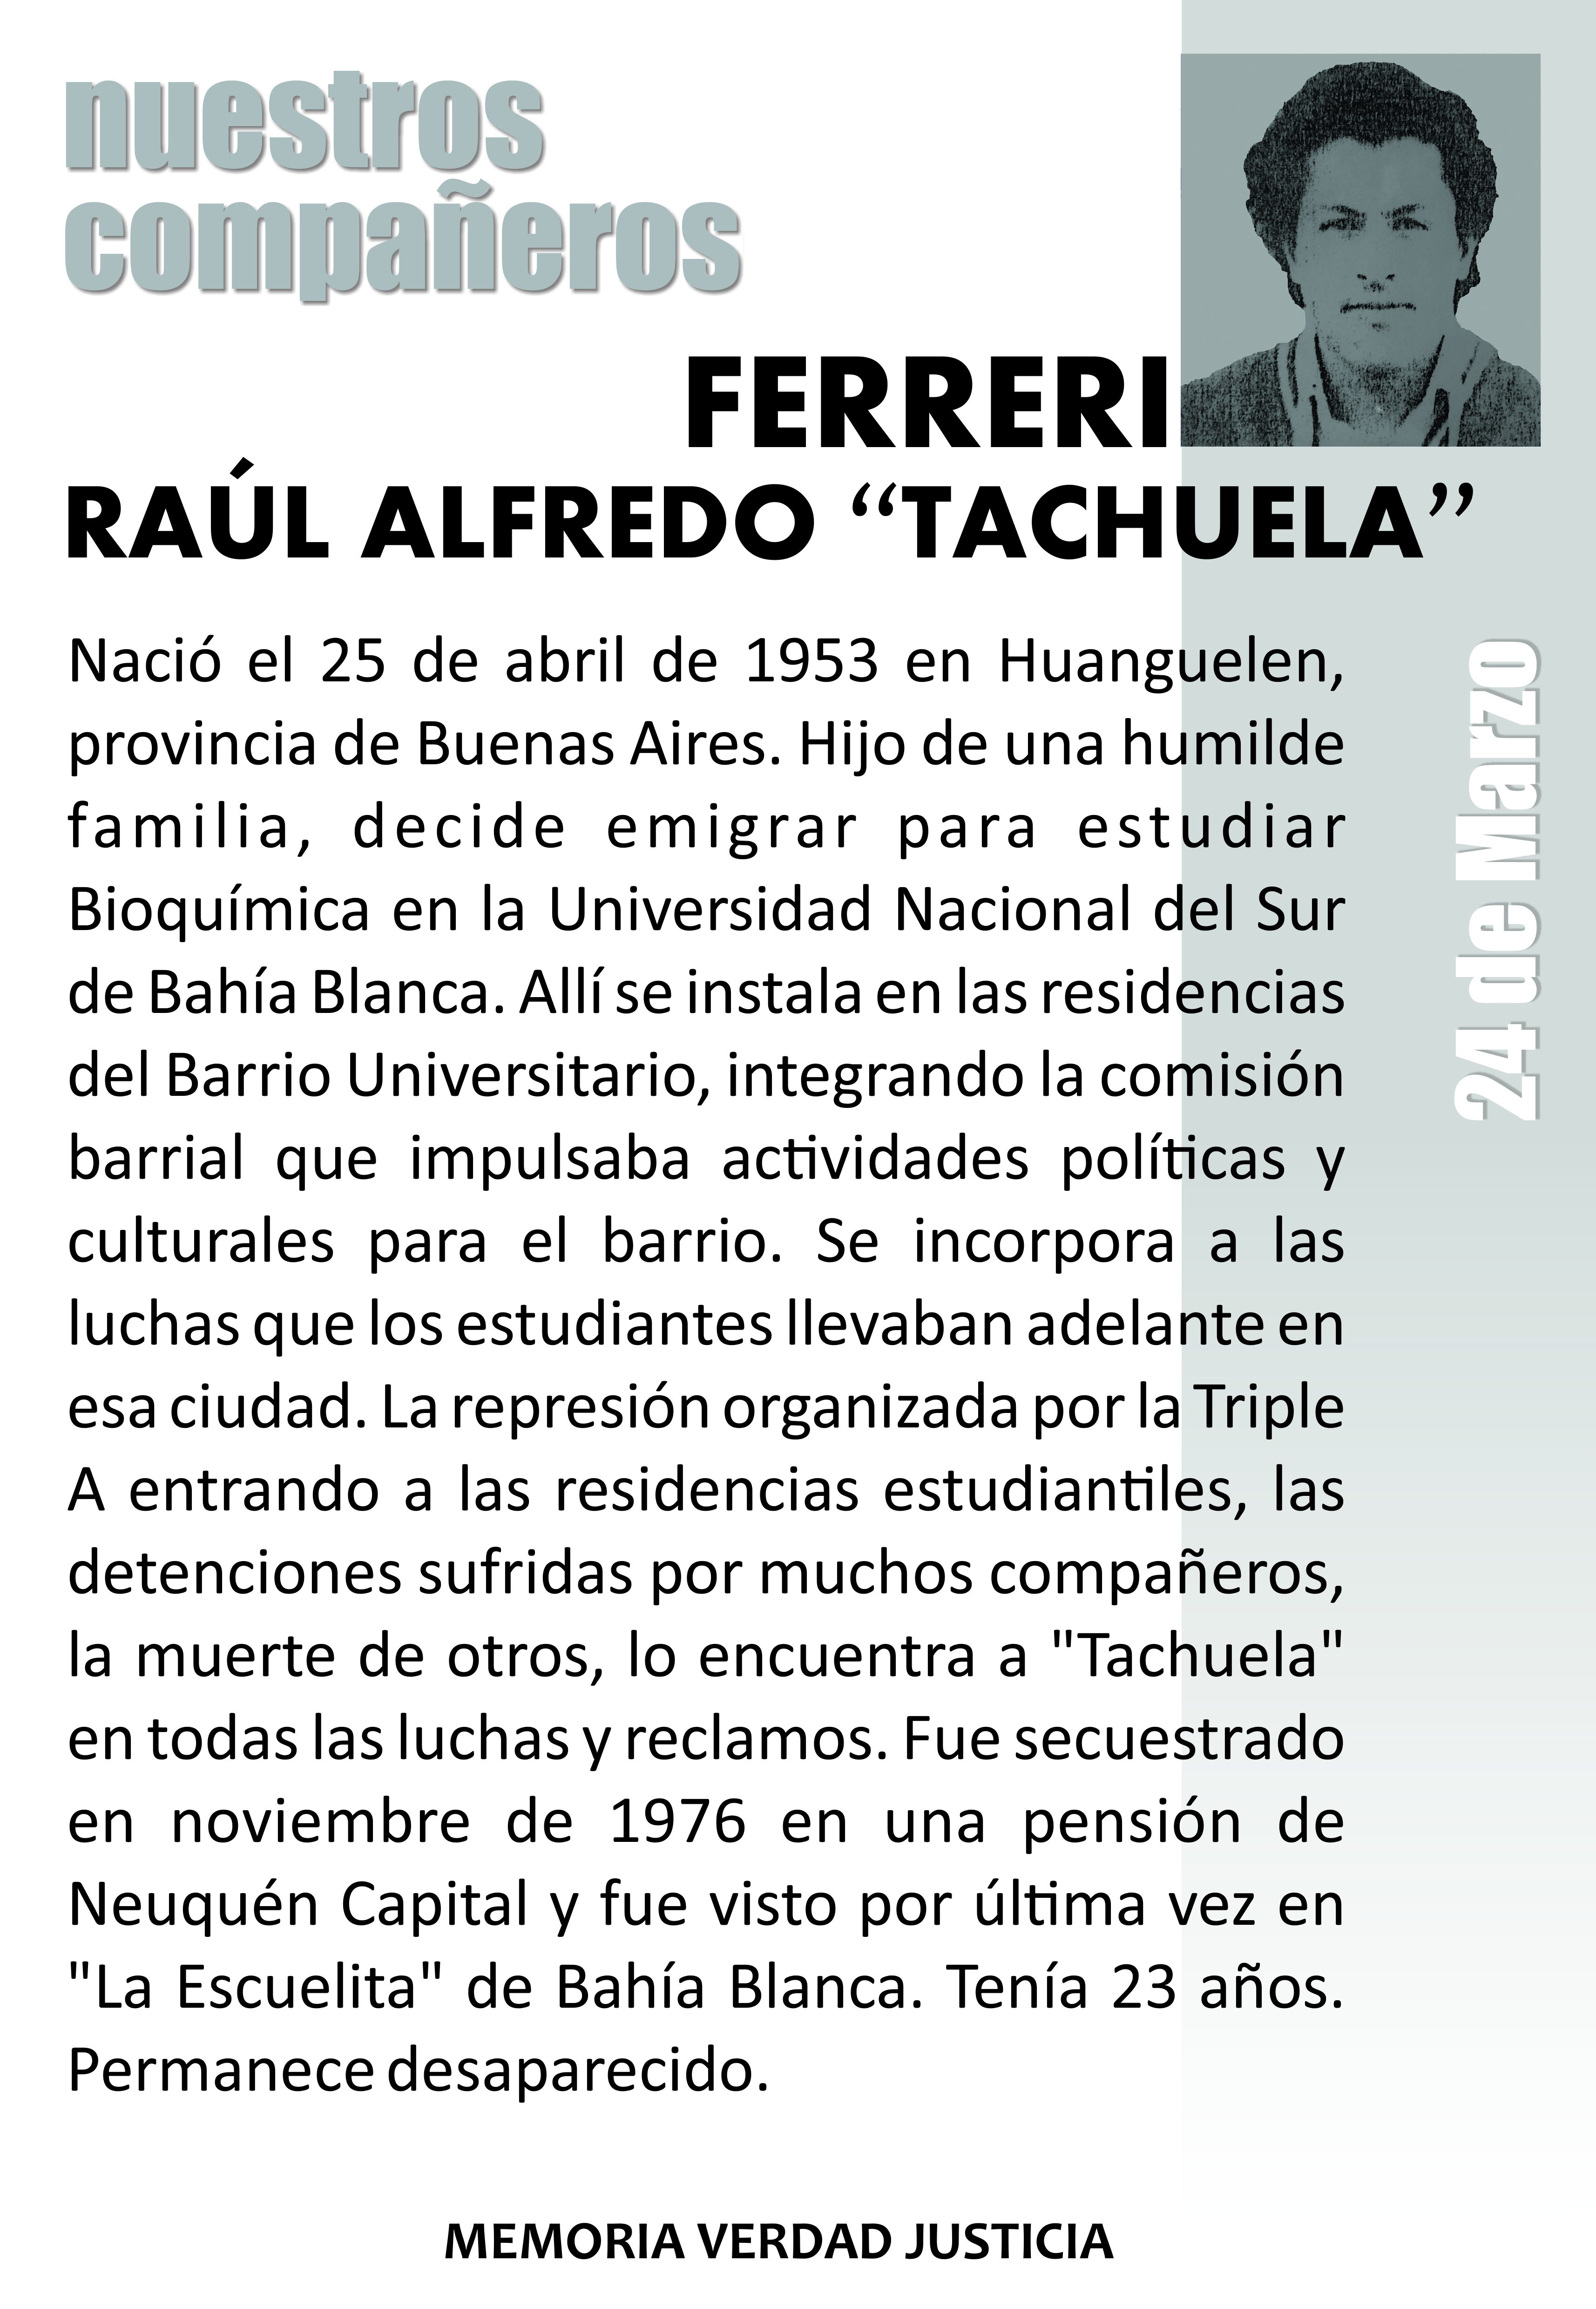 nuestros
compañeros
FERRERI
RAÚL ALFREDO “TACHUELA”
Nació el 25 de abril de 1953 en Huanguelen,
provincia de Buenas Aires. Hijo de una humilde
familia, decide emigrar para estudiar
Bioquímica en la Universidad Nacional del Sur
de Bahía Blanca. Allí se instala en las residencias
del Barrio Universitario, integrando la comisión
barrial que impulsaba actividades políticas y
culturales para el barrio. Se incorpora a las
luchas que los estudiantes llevaban adelante en
esa ciudad. La represión organizada por la Triple
A entrando a las residencias estudiantiles, las
detenciones sufridas por muchos compañeros,
la muerte de otros, lo encuentra a "Tachuela"
en todas las luchas y reclamos. Fue secuestrado
en noviembre de 1976 en una pensión de
Neuquén Capital y fue visto por última vez en
"La Escuelita" de Bahía Blanca. Tenía 23 años.
Permanece desaparecido.
24 de Marzo
MEMORIA VERDAD JUSTICIA